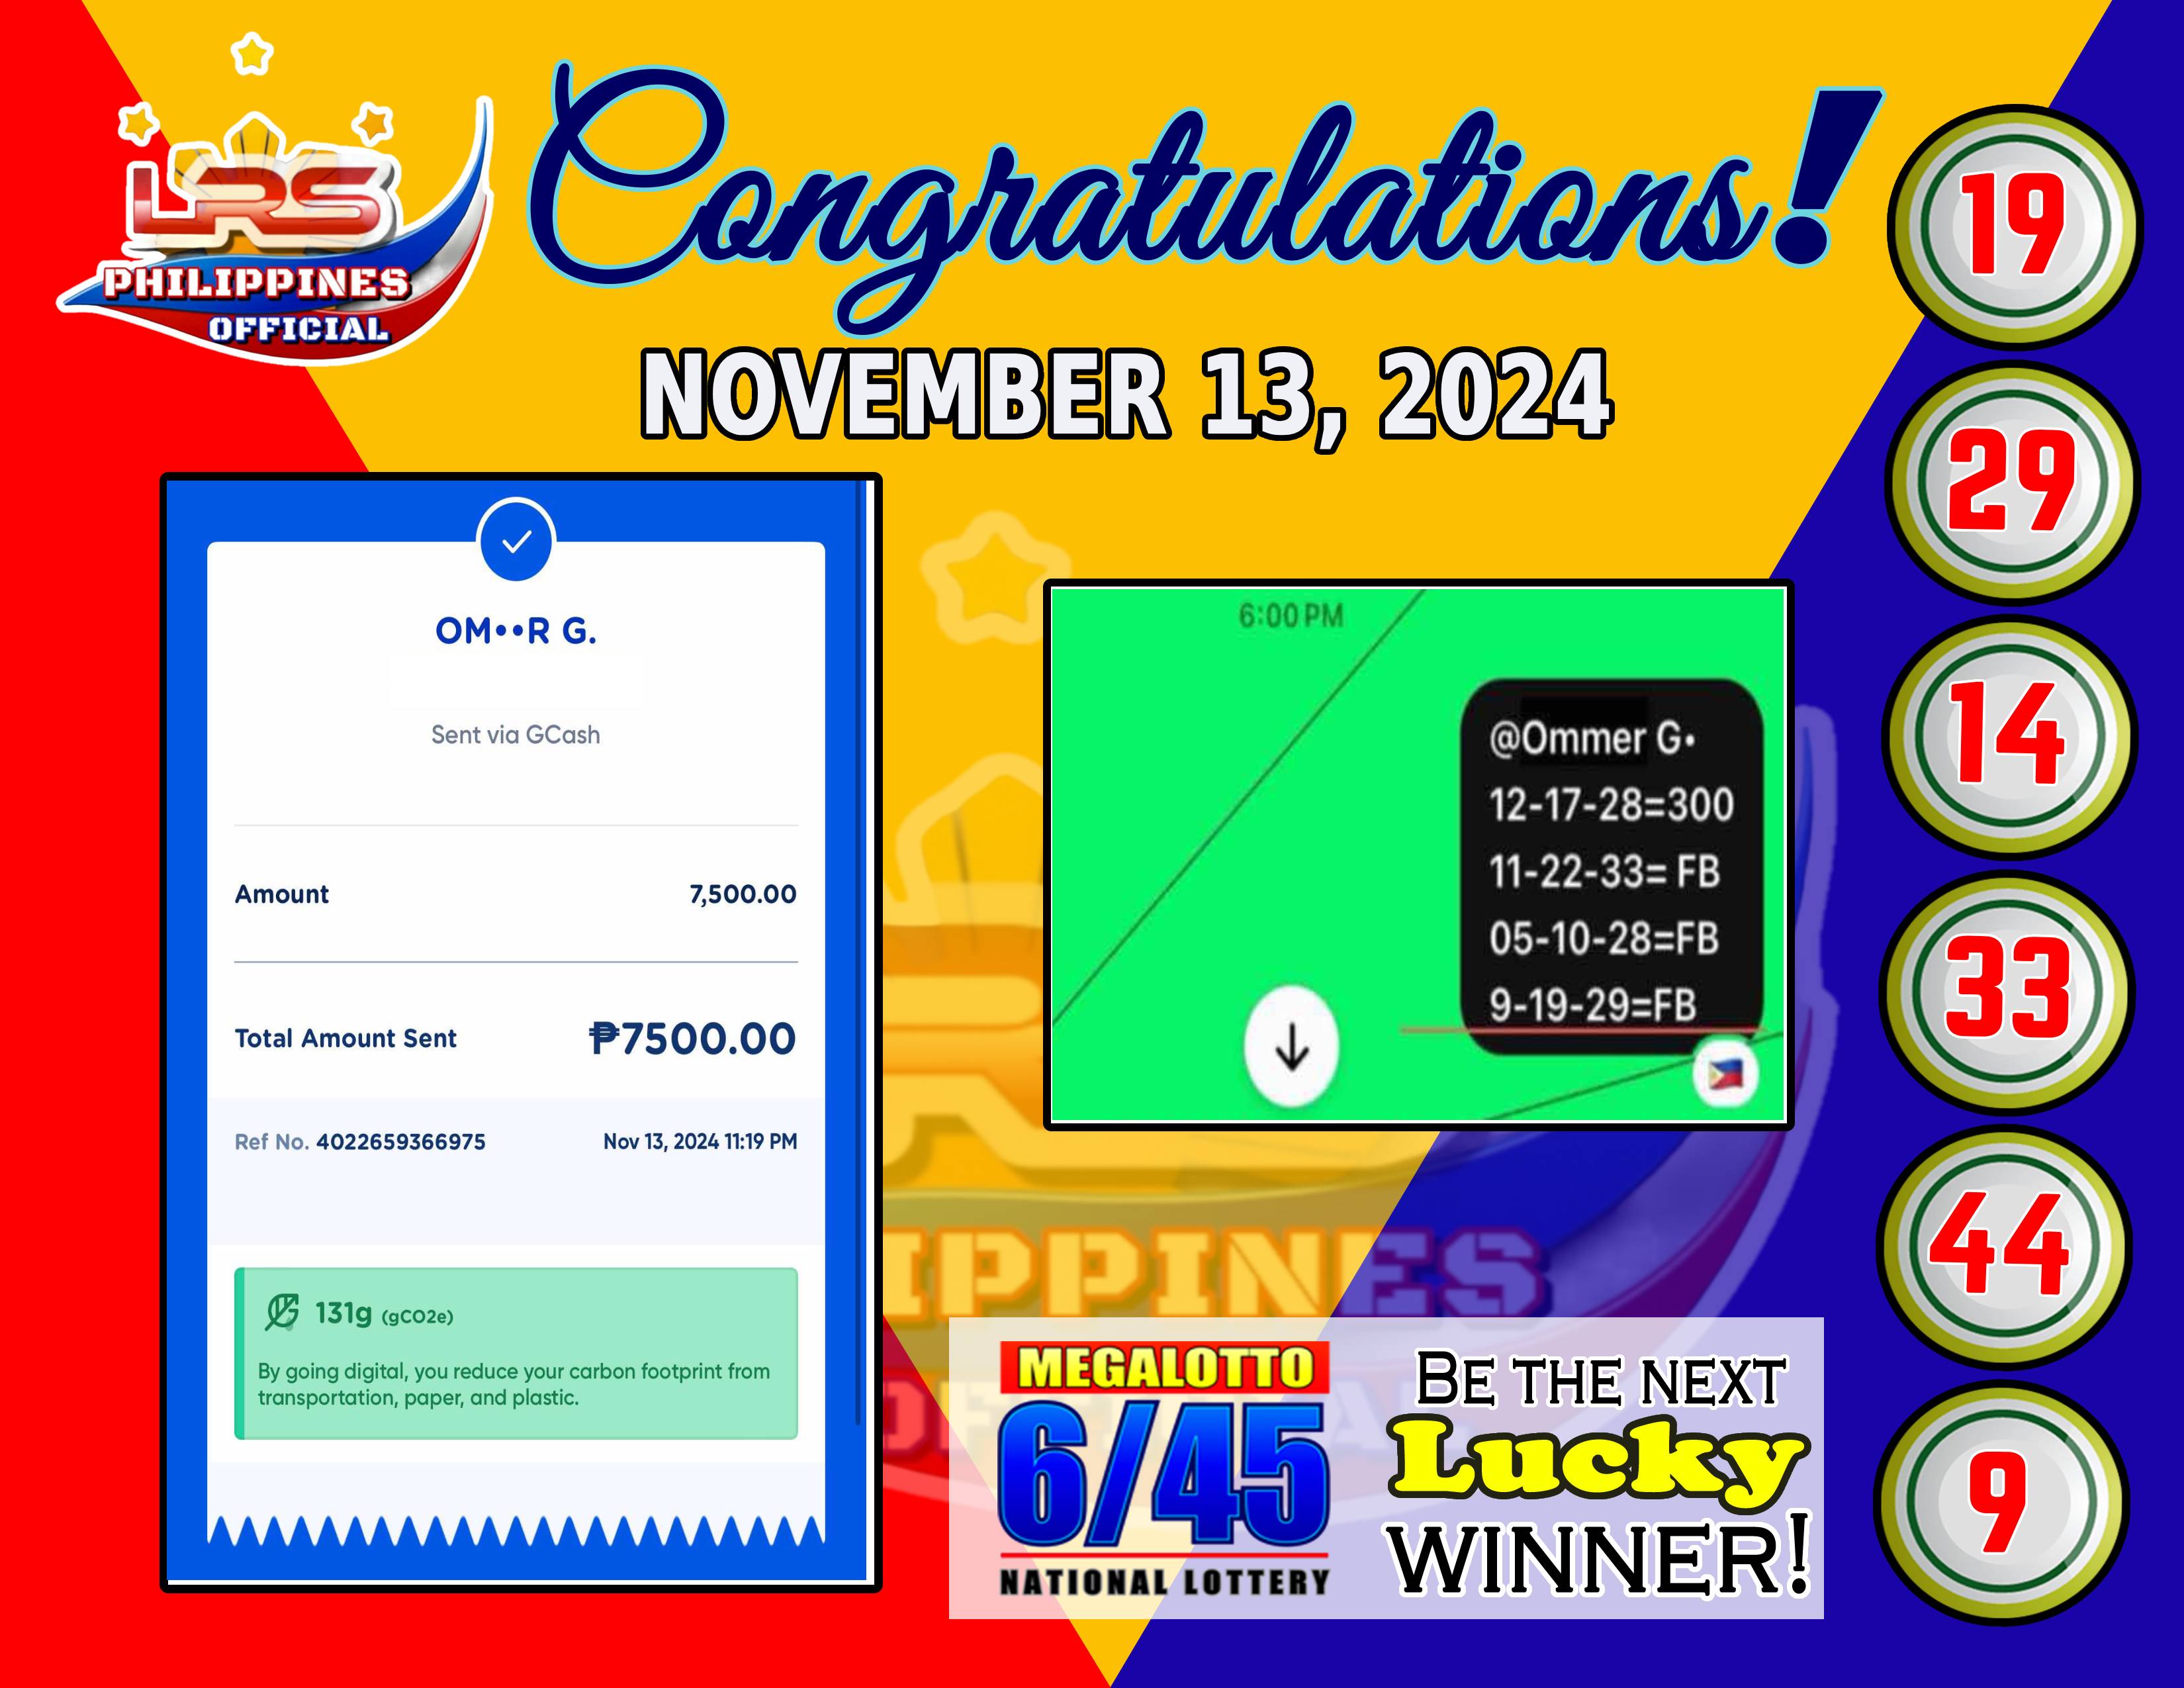 LRS
PHILIPPINES
OFFICIAL
Congratulations!
NOVEMBER 13, 2024
OM••R G.
Sent via GCash
Amount 7,500.00
Total Amount Sent ₱7500.00
Ref No. 4022659366975 Nov 13, 2024 11:19 PM
131g (gCO2e)
By going digital, you reduce your carbon footprint from
transportation, paper, and plastic.
6:00 PM
@Ommer G•
12-17-28=300
11-22-33= FB
05-10-28=FB
9-19-29=FB
IPPINES
MEGALOTTO
6/45
NATIONAL LOTTERY
BE THE NEXT
Lucky
WINNER!
19
29
14
33
44
9